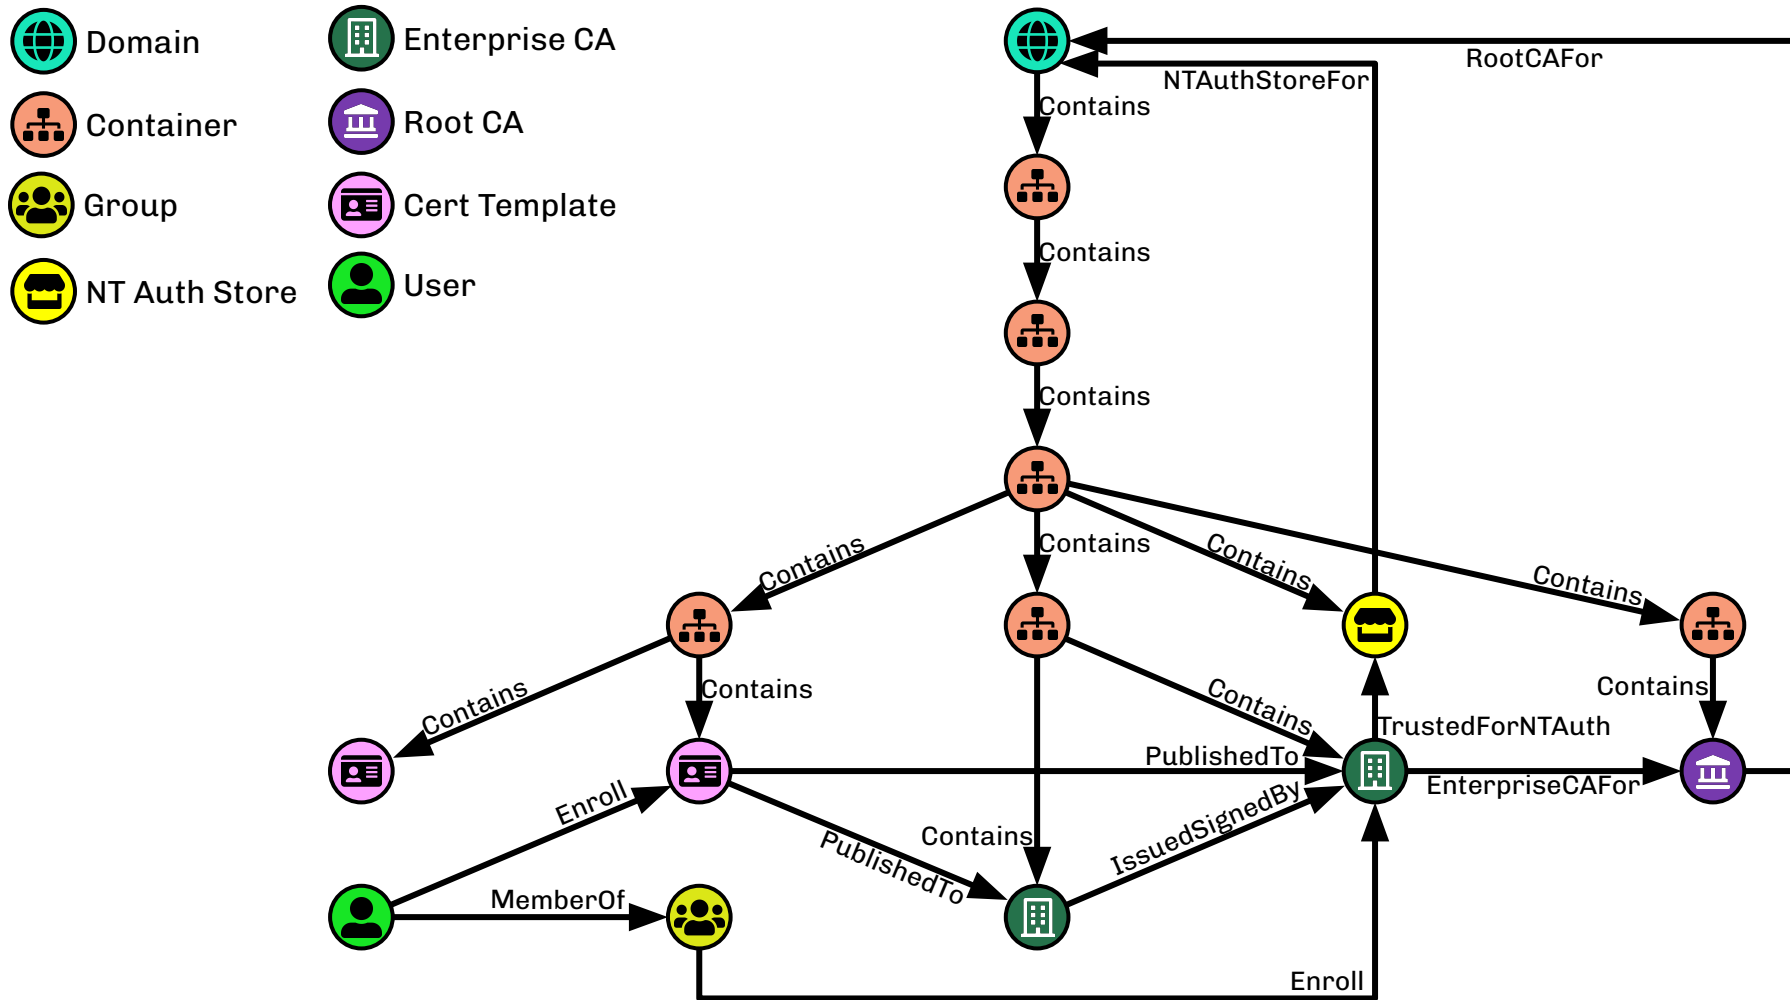 Domain
Enterprise CA
Container
Root CA
Group
Cert Template
NT Auth Store
User
RootCAFor
NTAuthStoreFor
Contains
Contains
Contains
Contains
Contains
Contains
Contains
Contains
Contains
Contains
Contains
TrustedForNTAuth
PublishedTo
EnterpriseCAFor
Enroll
IssuedSignedBy
Contains
PublishedTo
MemberOf
Enroll